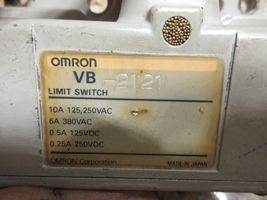 OMRON
VB-2121
LIMIT SWITCH
10A 125,250VAC
6A 380VAC
0.5A 125VDC
0.25A 250VDC
OMRON Corporation MADE IN JAPAN